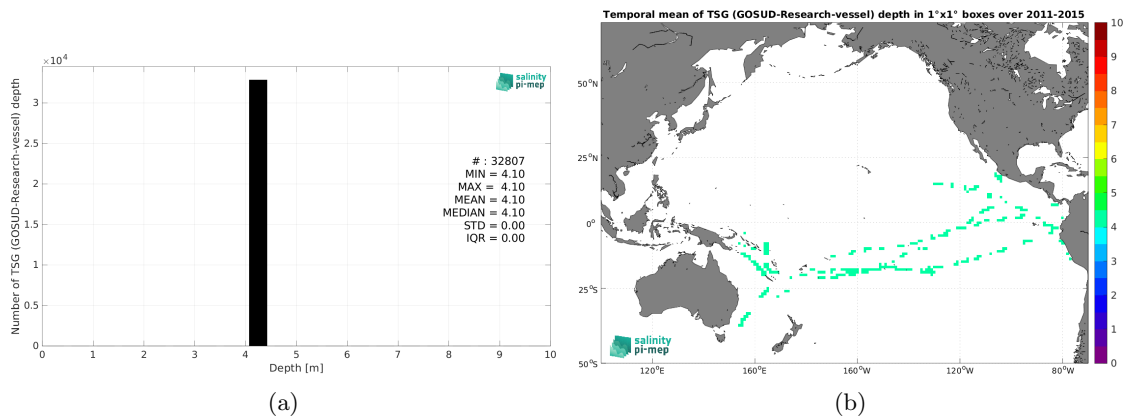 ×10⁴
3
2.5
2
1.5
1
0.5
0
Number of TSG (GOSUD-Research-vessel) depth
0 1 2 3 4 5 6 7 8 9 10
Depth [m]
salinity
pi-mep
# : 32807
MIN = 4.10
MAX = 4.10
MEAN = 4.10
MEDIAN = 4.10
STD = 0.00
IQR = 0.00
(a)
Temporal mean of TSG (GOSUD-Research-vessel) depth in 1°x1° boxes over 2011-2015
50°N
25°N
0°
25°S
50°S
120°E 160°E 160°W 120°W 80°W
salinity
pi-mep
10
9
8
7
6
5
4
3
2
1
0
(b)